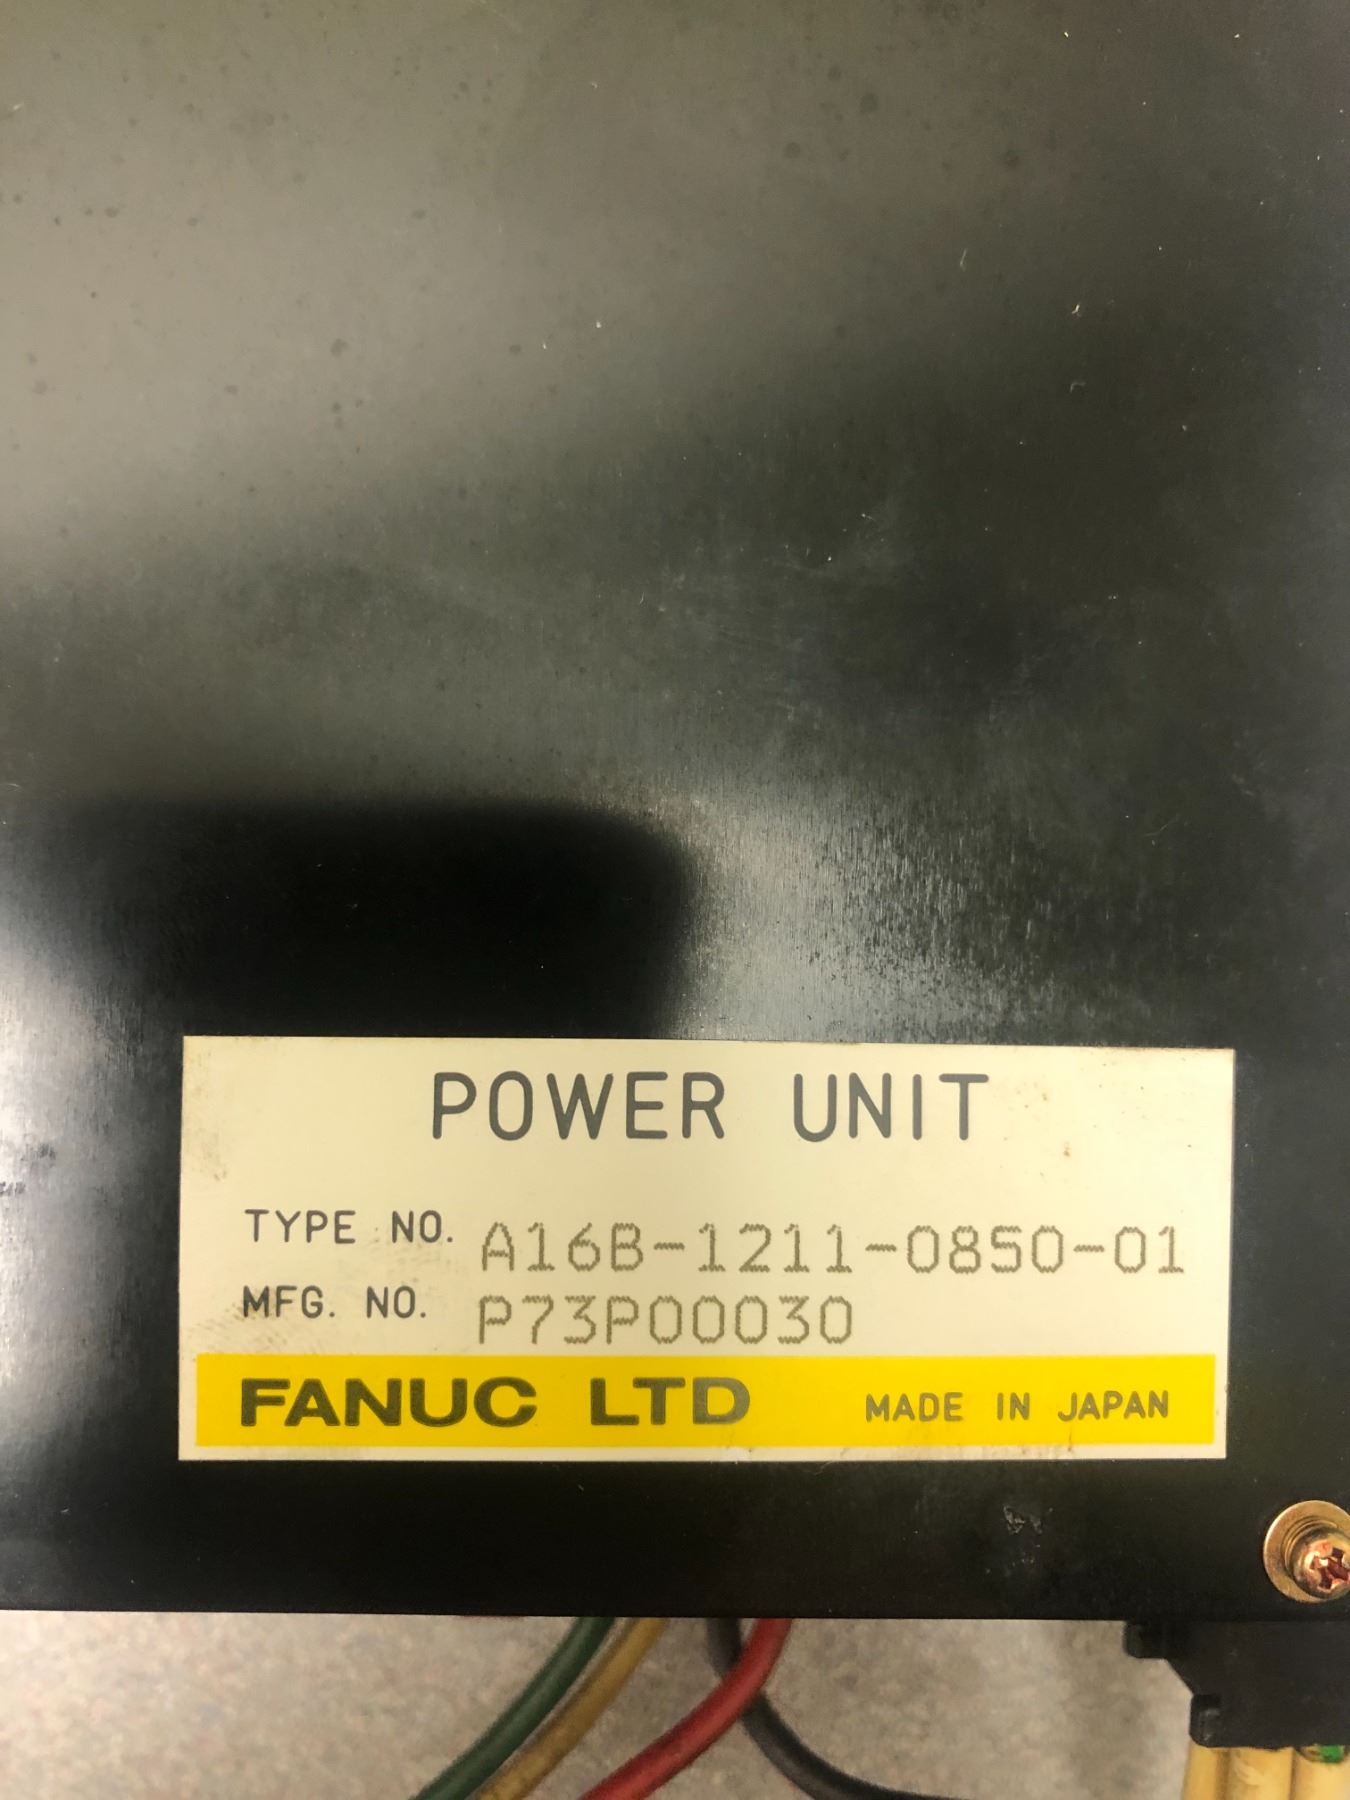 POWER UNIT
TYPE NO. A16B-1211-0850-01
MFG. NO. P73P00030
FANUC LTD MADE IN JAPAN